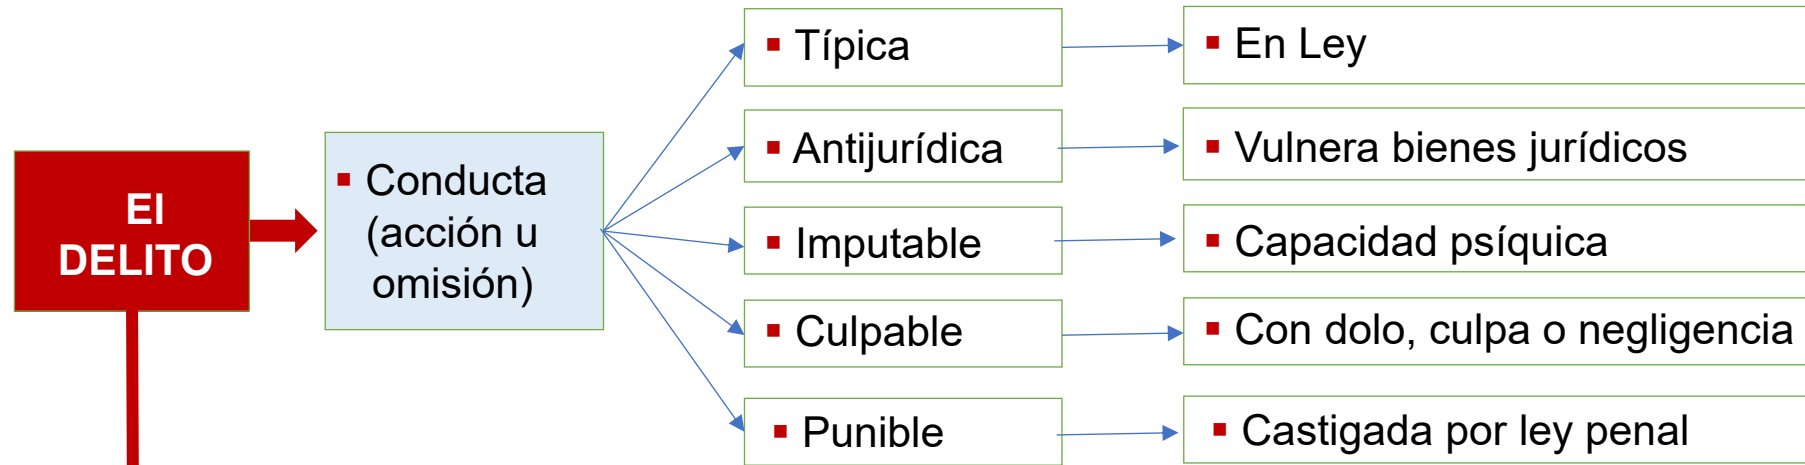 El
DELITO
▪ Conducta
(acción u
omisión)
▪ Típica
▪ En Ley
▪ Antijurídica
▪ Vulnera bienes jurídicos
▪ Imputable
▪ Capacidad psíquica
▪ Culpable
▪ Con dolo, culpa o negligencia
▪ Punible
▪ Castigada por ley penal